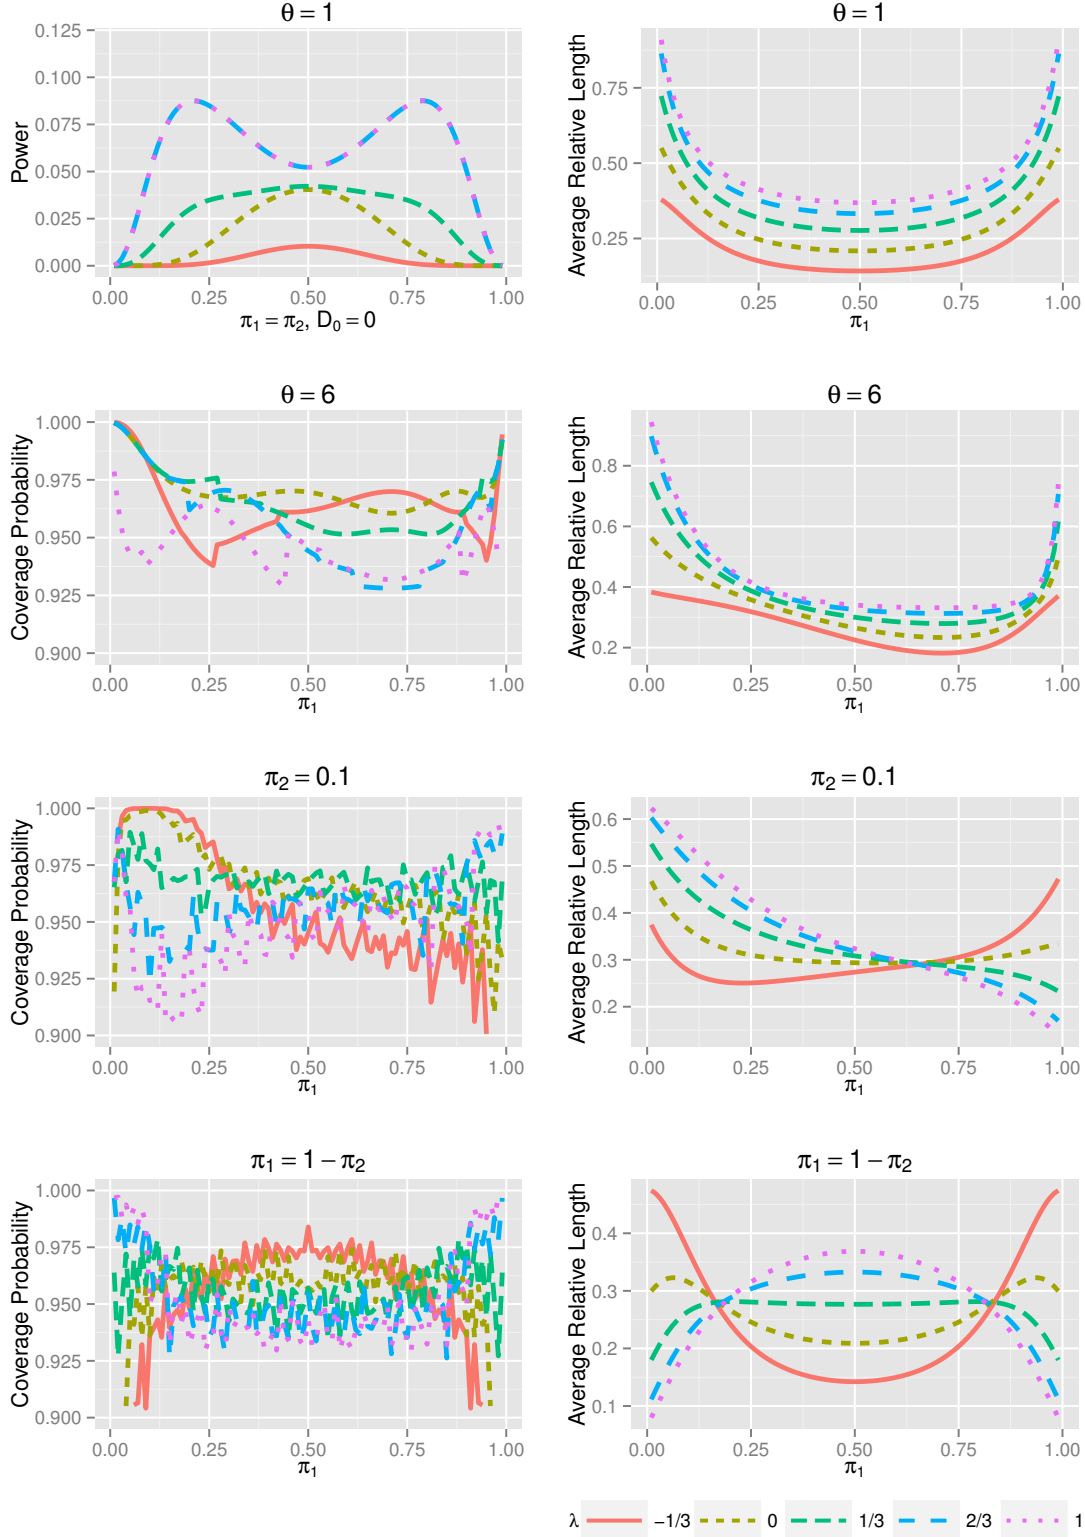 θ = 1
Power
0.125
0.100
0.075
0.050
0.025
0.000
0.00 0.25 0.50 0.75 1.00
π₁ = π₂, D₀ = 0
θ = 1
Average Relative Length
0.75
0.50
0.25
0.00 0.25 0.50 0.75 1.00
π₁
θ = 6
Coverage Probability
1.000
0.975
0.950
0.925
0.900
0.00 0.25 0.50 0.75 1.00
π₁
θ = 6
Average Relative Length
0.8
0.6
0.4
0.2
0.00 0.25 0.50 0.75 1.00
π₁
π₂ = 0.1
Coverage Probability
1.000
0.975
0.950
0.925
0.900
0.00 0.25 0.50 0.75 1.00
π₁
π₂ = 0.1
Average Relative Length
0.6
0.5
0.4
0.3
0.2
0.00 0.25 0.50 0.75 1.00
π₁
π₁ = 1 − π₂
Coverage Probability
1.000
0.975
0.950
0.925
0.900
0.00 0.25 0.50 0.75 1.00
π₁
π₁ = 1 − π₂
Average Relative Length
0.4
0.3
0.2
0.1
0.00 0.25 0.50 0.75 1.00
π₁
λ −1/3 0 1/3 2/3 1